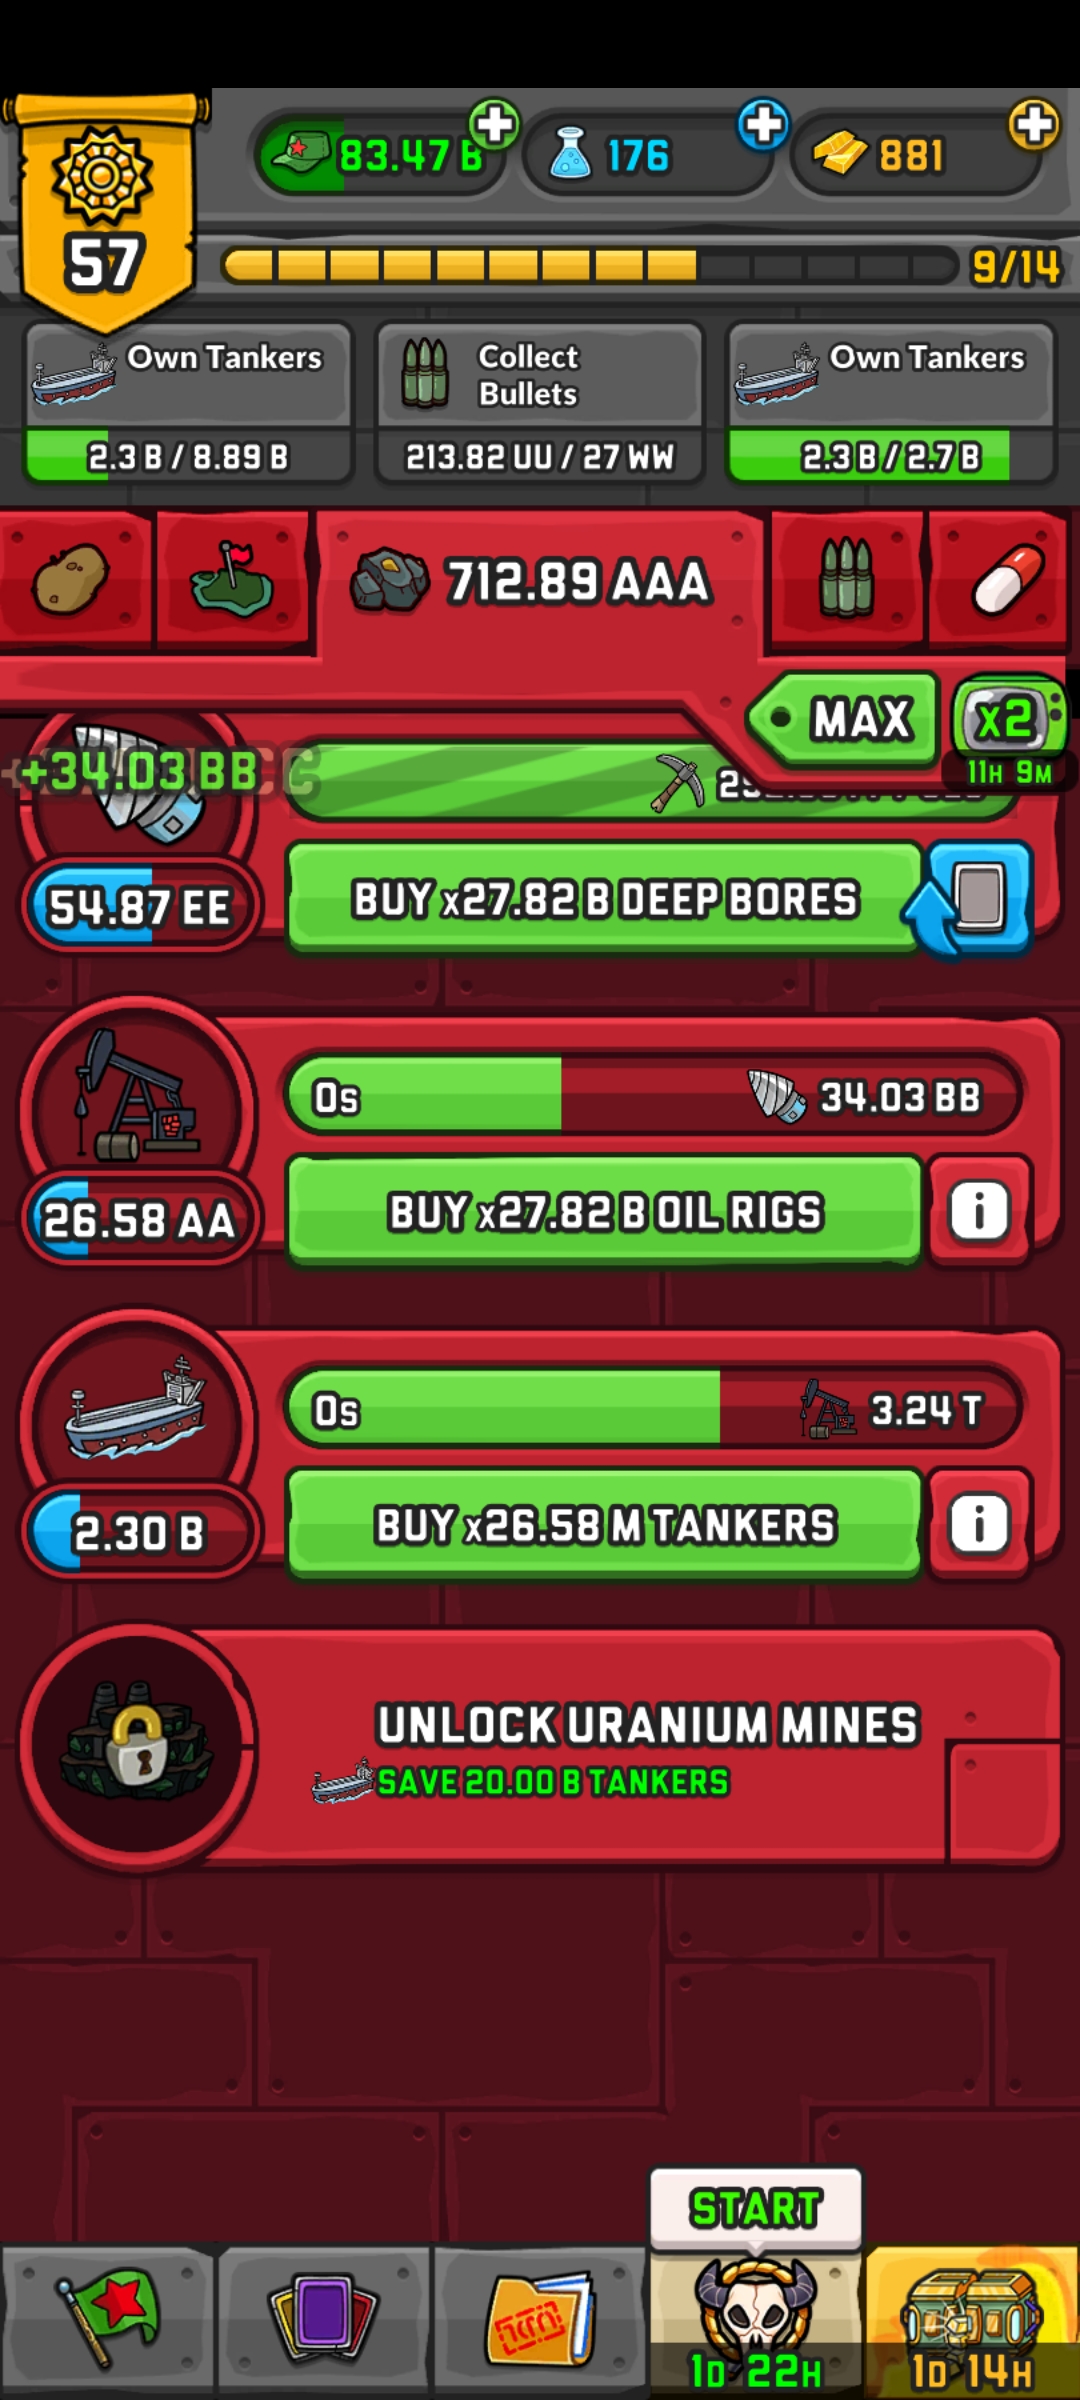 83.47 B
176
881
57
9/14
Own Tankers
2.3 B / 8.89 B
Collect
Bullets
213.82 UU / 27 WW
Own Tankers
2.3 B / 2.7 B
712.89 AAA
MAX
x2
11H 9M
+34.03 BB
54.87 EE
BUY x27.82 B DEEP BORES
0s
34.03 BB
26.58 AA
BUY x27.82 B OIL RIGS
i
0s
3.24 T
2.30 B
BUY x26.58 M TANKERS
i
UNLOCK URANIUM MINES
SAVE 20.00 B TANKERS
START
1D 22H
1D 14H